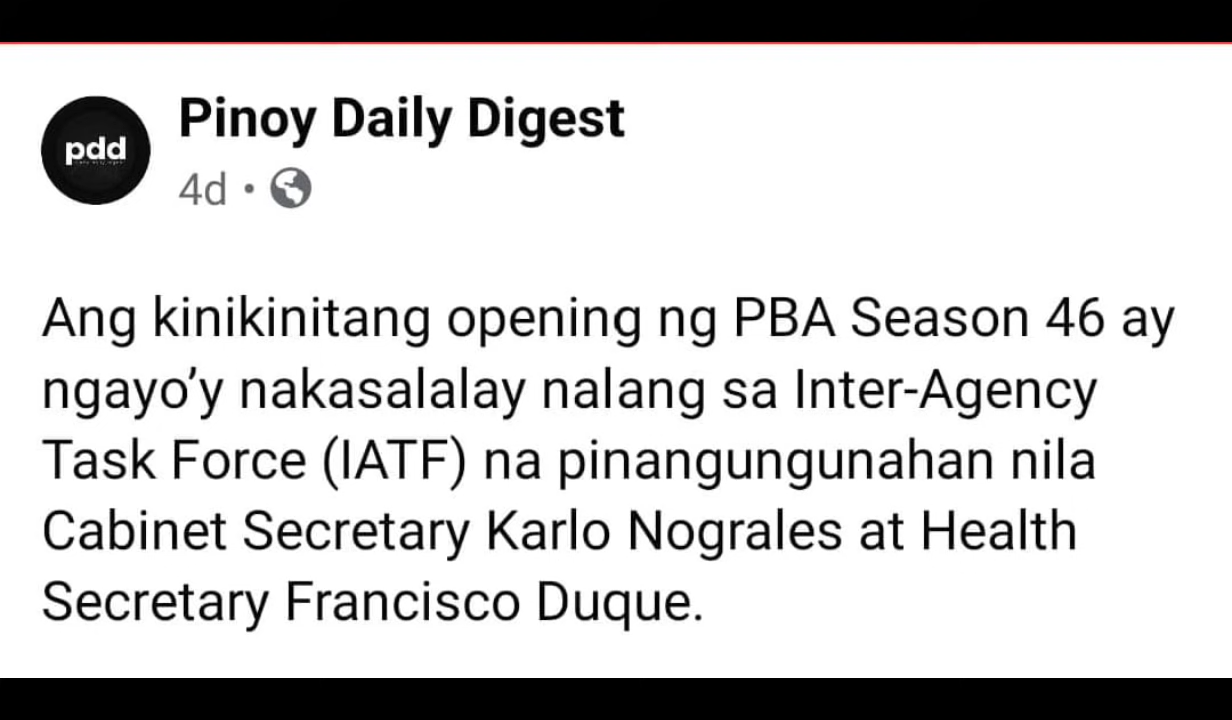 pdd
Pinoy Daily Digest
4d •
Ang kinikinitang opening ng PBA Season 46 ay
ngayo’y nakasalalay nalang sa Inter-Agency
Task Force (IATF) na pinangungunahan nila
Cabinet Secretary Karlo Nograles at Health
Secretary Francisco Duque.